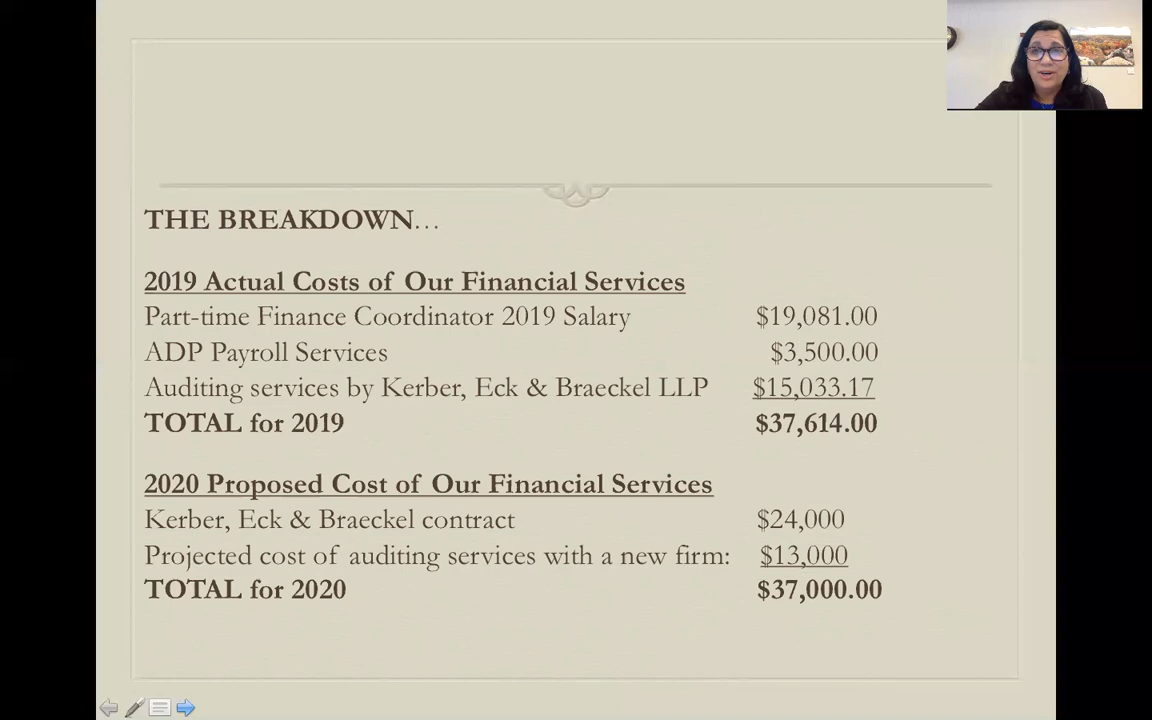 THE BREAKDOWN…
2019 Actual Costs of Our Financial Services
Part-time Finance Coordinator 2019 Salary $19,081.00
ADP Payroll Services $3,500.00
Auditing services by Kerber, Eck & Braeckel LLP $15,033.17
TOTAL for 2019 $37,614.00
2020 Proposed Cost of Our Financial Services
Kerber, Eck & Braeckel contract $24,000
Projected cost of auditing services with a new firm: $13,000
TOTAL for 2020 $37,000.00